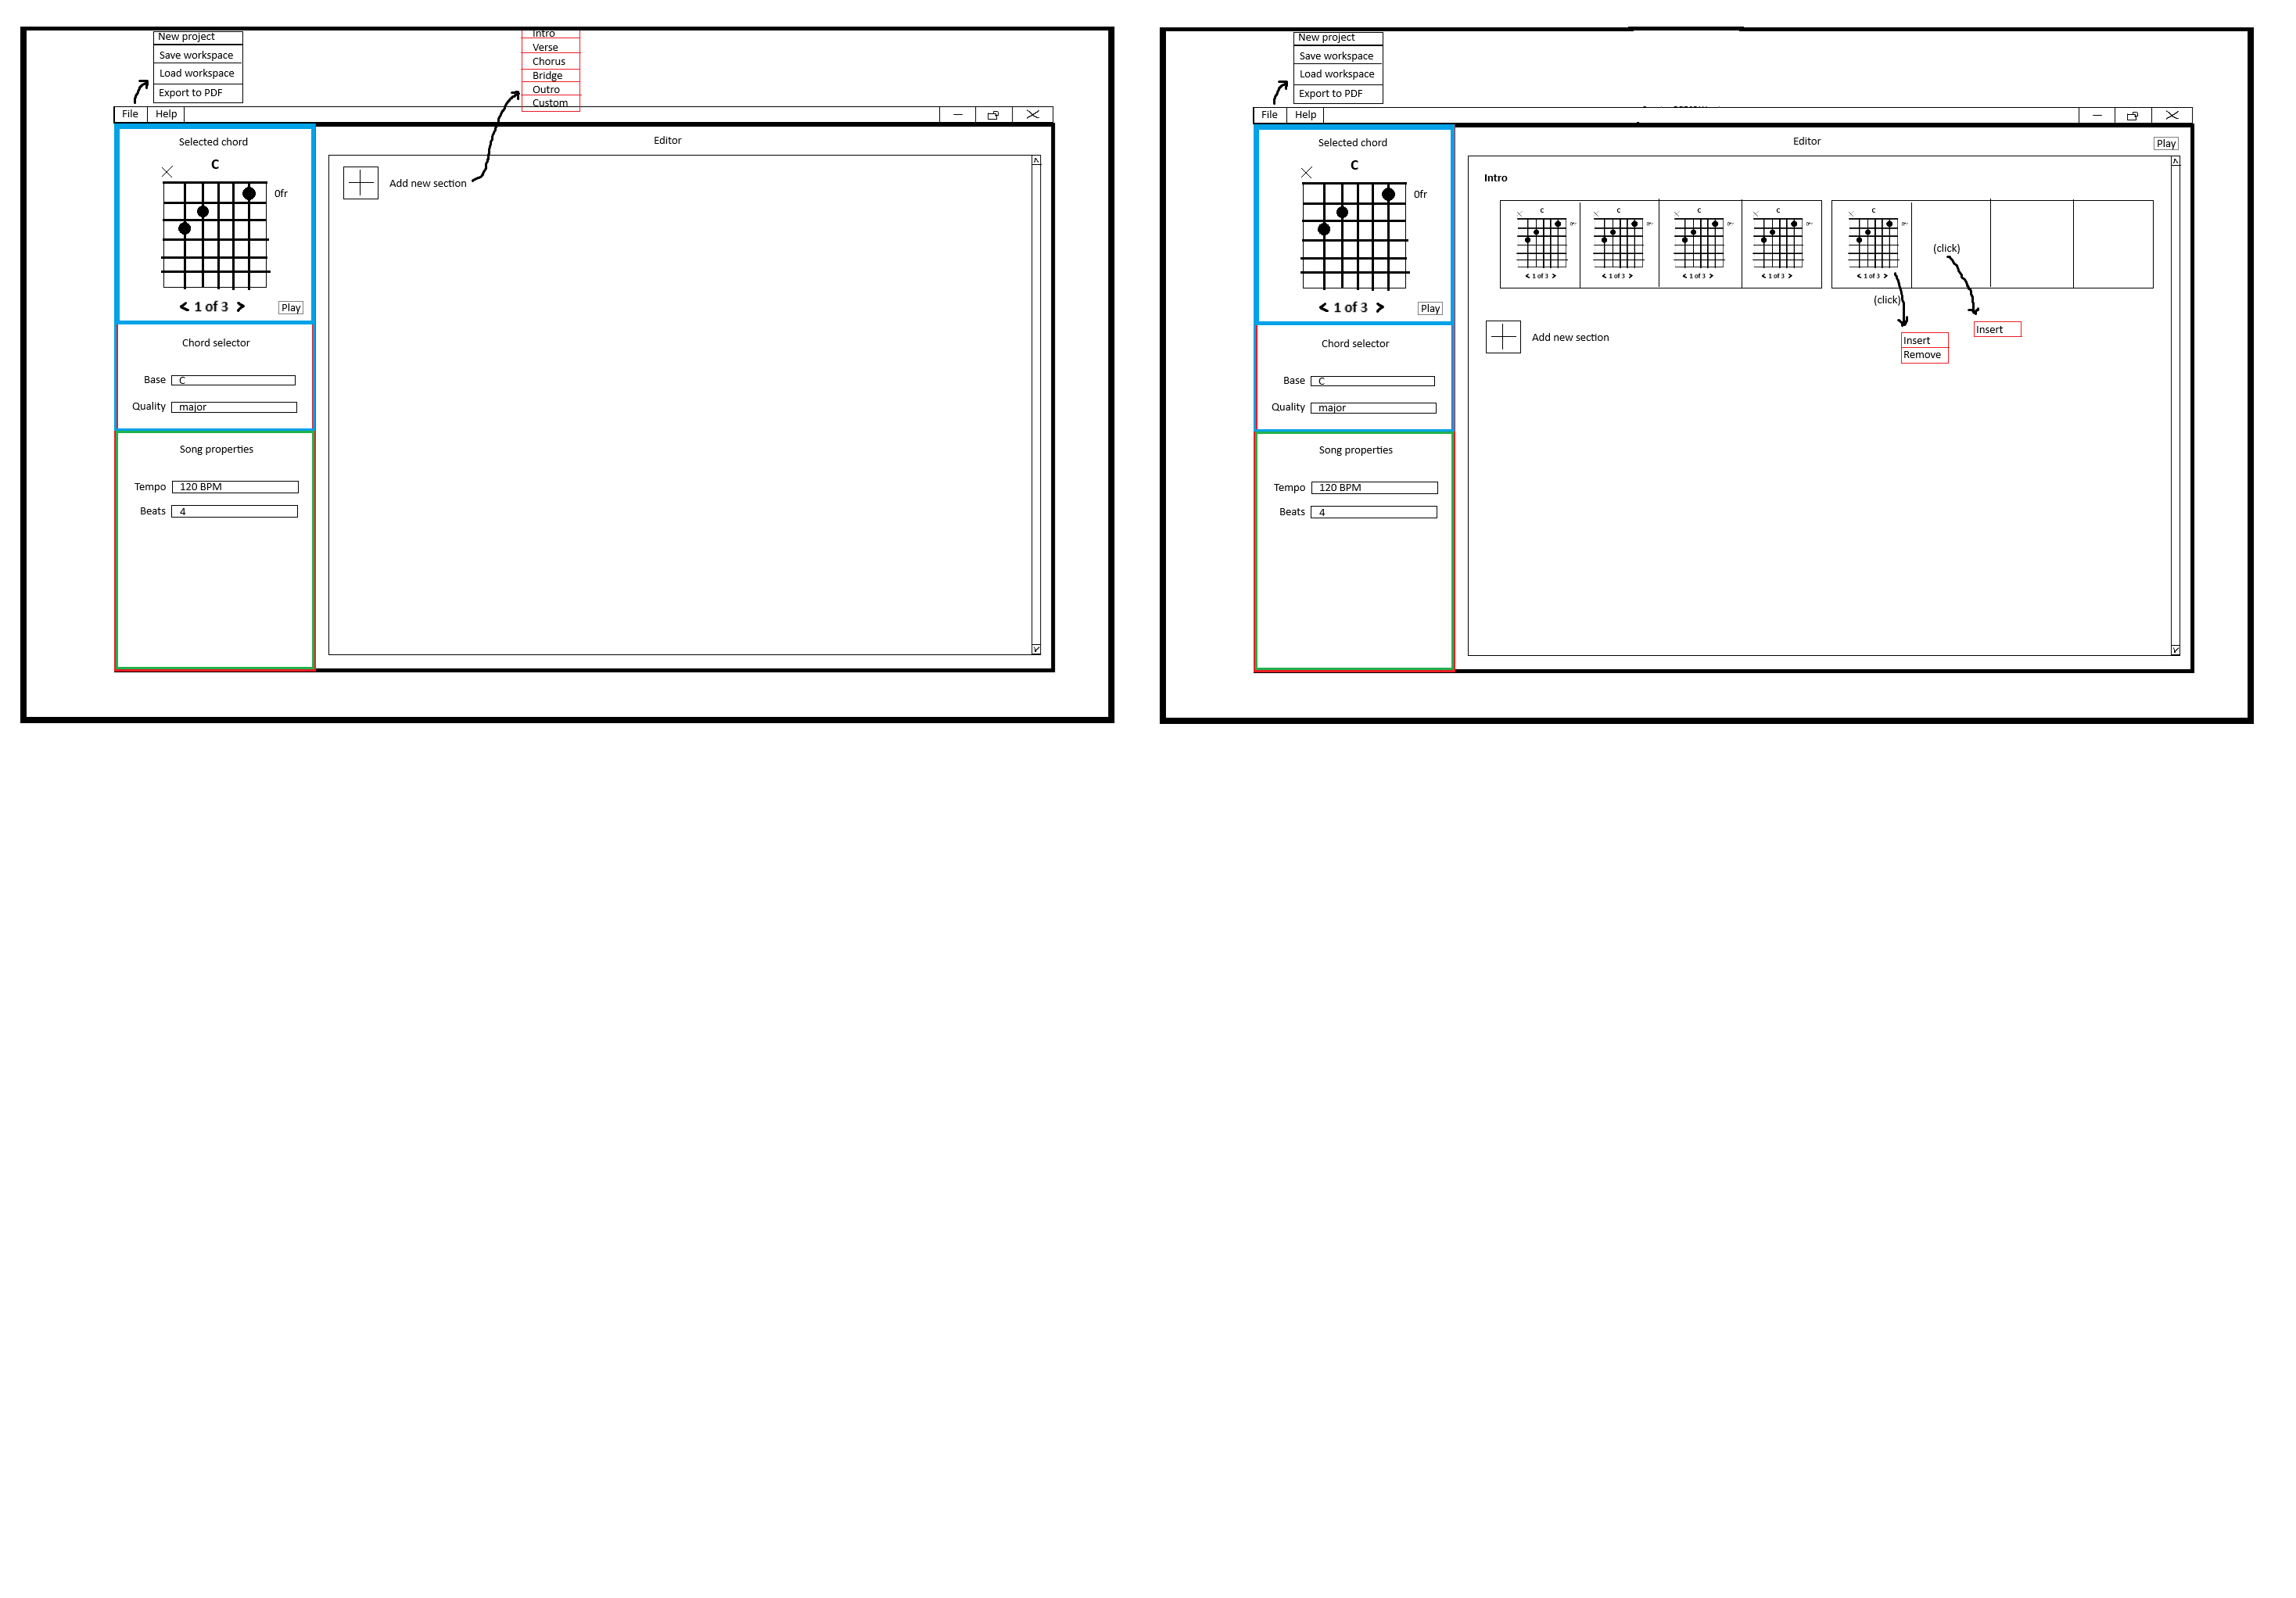 New project
Save workspace
Load workspace
Export to PDF
Intro
Verse
Chorus
Bridge
Outro
Custom
File Help
Selected chord
C
0fr
1 of 3
Play
Chord selector
Base C
Quality major
Song properties
Tempo 120 BPM
Beats 4
Editor
Add new section
New project
Save workspace
Load workspace
Export to PDF
File Help
Selected chord
C
0fr
1 of 3
Play
Chord selector
Base C
Quality major
Song properties
Tempo 120 BPM
Beats 4
Editor
Play
Intro
C C C C C
(click)
1 of 3 1 of 3 1 of 3 1 of 3 1 of 3
(click)
Insert
Insert
Remove
Add new section